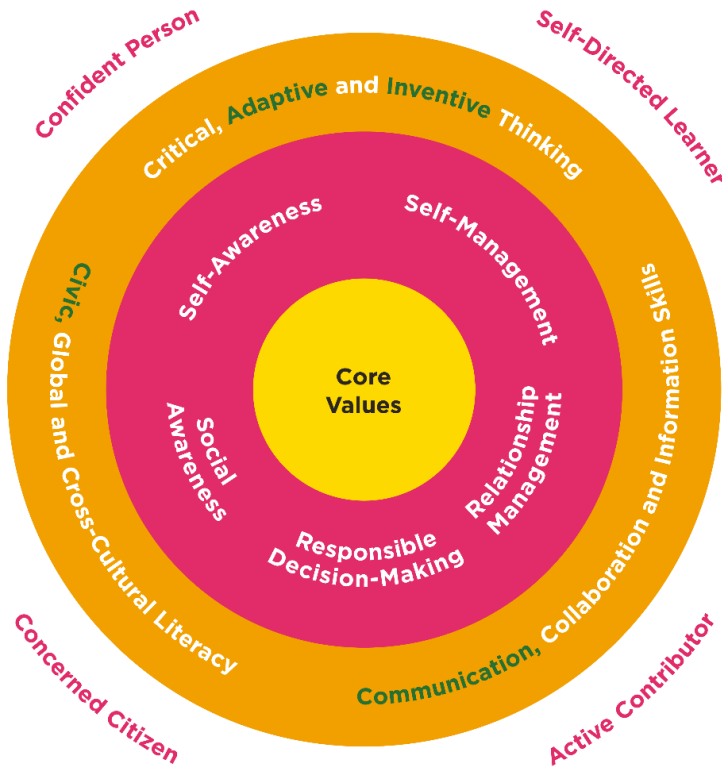 Confident Person
Self-Directed Learner
Critical, Adaptive and Inventive Thinking
Self-Awareness
Self-Management
Civic, Global and Cross-Cultural Literacy
Communication, Collaboration and Information Skills
Core
Values
Social
Awareness
Relationship
Management
Responsible
Decision-Making
Concerned Citizen
Active Contributor